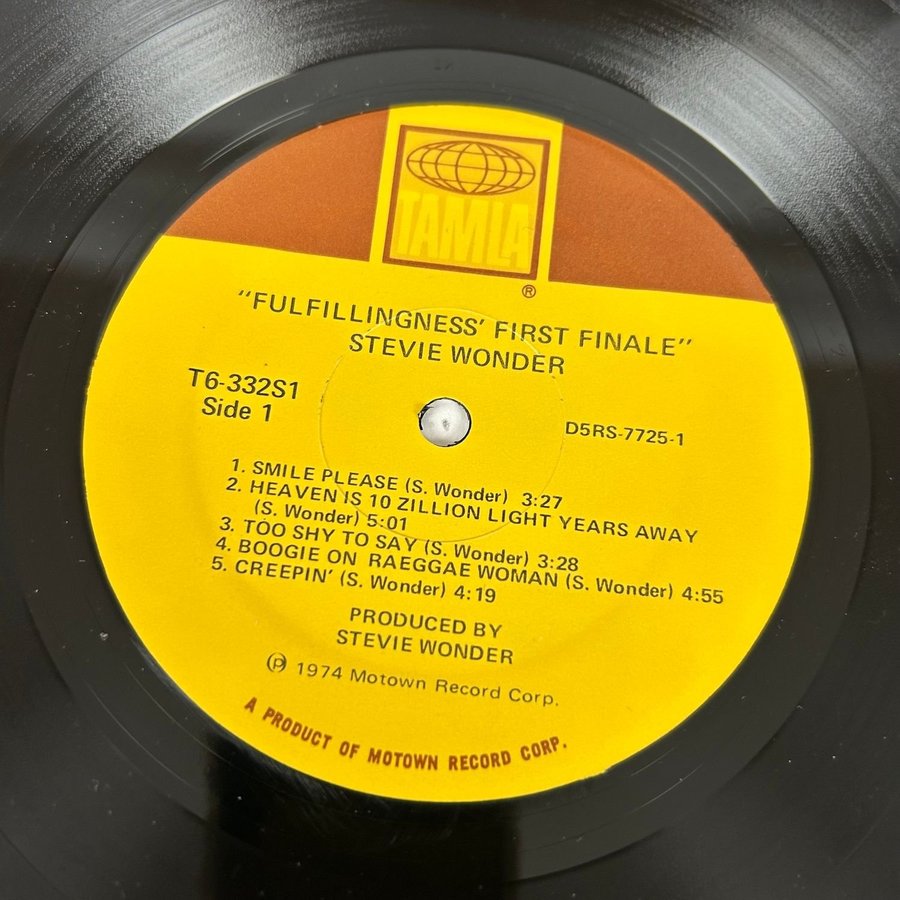 TAMLA
®
"FULFILLINGNESS' FIRST FINALE"
STEVIE WONDER
T6-332S1
Side 1
D5RS-7725-1
1. SMILE PLEASE (S. Wonder) 3:27
2. HEAVEN IS 10 ZILLION LIGHT YEARS AWAY
(S. Wonder) 5:01
3. TOO SHY TO SAY (S. Wonder) 3:28
4. BOOGIE ON RAEGGAE WOMAN (S. Wonder) 4:55
5. CREEPIN' (S. Wonder) 4:19
PRODUCED BY
STEVIE WONDER
℗ 1974 Motown Record Corp.
A PRODUCT OF MOTOWN RECORD CORP.